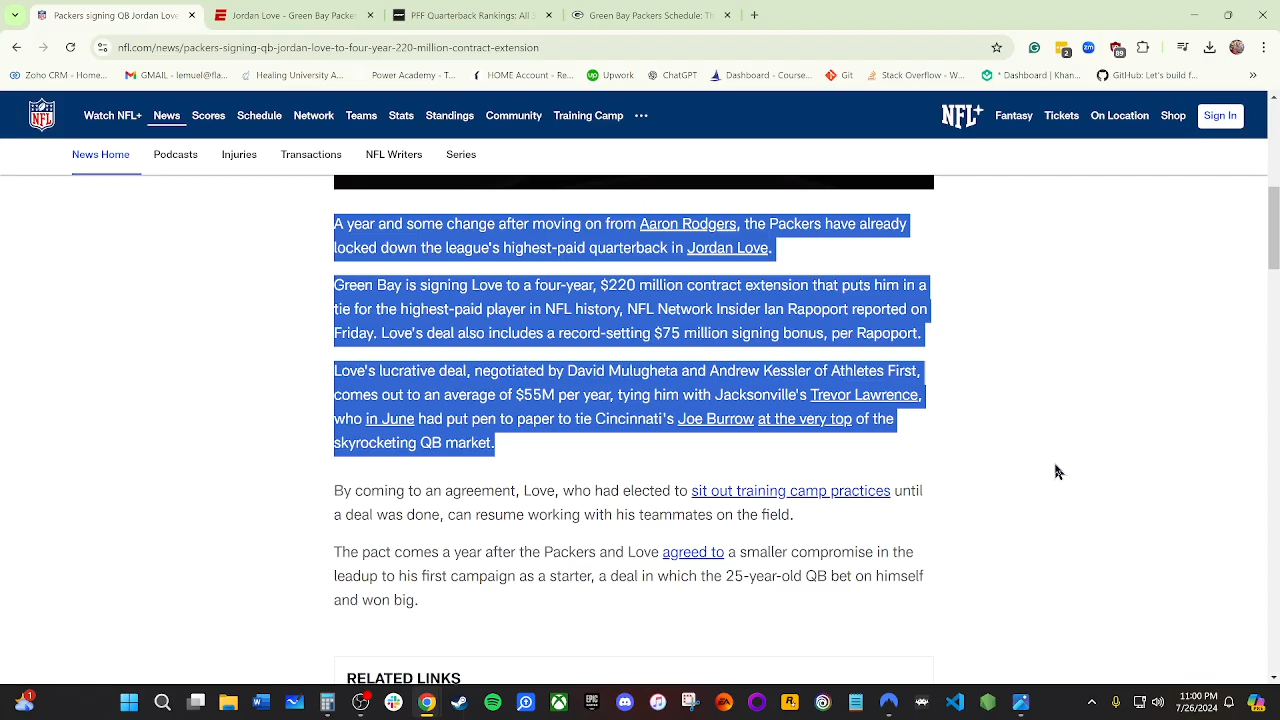 Packers signing QB Jordan Lov
Jordan Love - Green Bay Packer
PFF Quarterback Rankings: All 3
Green Bay Packers Schedule: Th
nfl.com/news/packers-signing-qb-jordan-love-to-four-year-220-million-contract-extension
2
89
Zoho CRM - Home...
GMAIL - lemuel@fla...
Healing University A...
Power Academy - T...
HOME Account - Re...
Upwork
ChatGPT
Dashboard - Course...
Git
Stack Overflow - W...
* Dashboard | Khan...
GitHub: Let's build f...
NFL
Watch NFL+
News
Scores
Schedule
Network
Teams
Stats
Standings
Community
Training Camp
NFL+
Fantasy
Tickets
On Location
Shop
Sign In
News Home
Podcasts
Injuries
Transactions
NFL Writers
Series
A year and some change after moving on from Aaron Rodgers, the Packers have already
locked down the league's highest-paid quarterback in Jordan Love.
Green Bay is signing Love to a four-year, $220 million contract extension that puts him in a
tie for the highest-paid player in NFL history, NFL Network Insider Ian Rapoport reported on
Friday. Love's deal also includes a record-setting $75 million signing bonus, per Rapoport.
Love's lucrative deal, negotiated by David Mulugheta and Andrew Kessler of Athletes First,
comes out to an average of $55M per year, tying him with Jacksonville's Trevor Lawrence,
who in June had put pen to paper to tie Cincinnati's Joe Burrow at the very top of the
skyrocketing QB market.
By coming to an agreement, Love, who had elected to sit out training camp practices until
a deal was done, can resume working with his teammates on the field.
The pact comes a year after the Packers and Love agreed to a smaller compromise in the
leadup to his first campaign as a starter, a deal in which the 25-year-old QB bet on himself
and won big.
RELATED LINKS
1
EPIC
EA
11:00 PM
7/26/2024